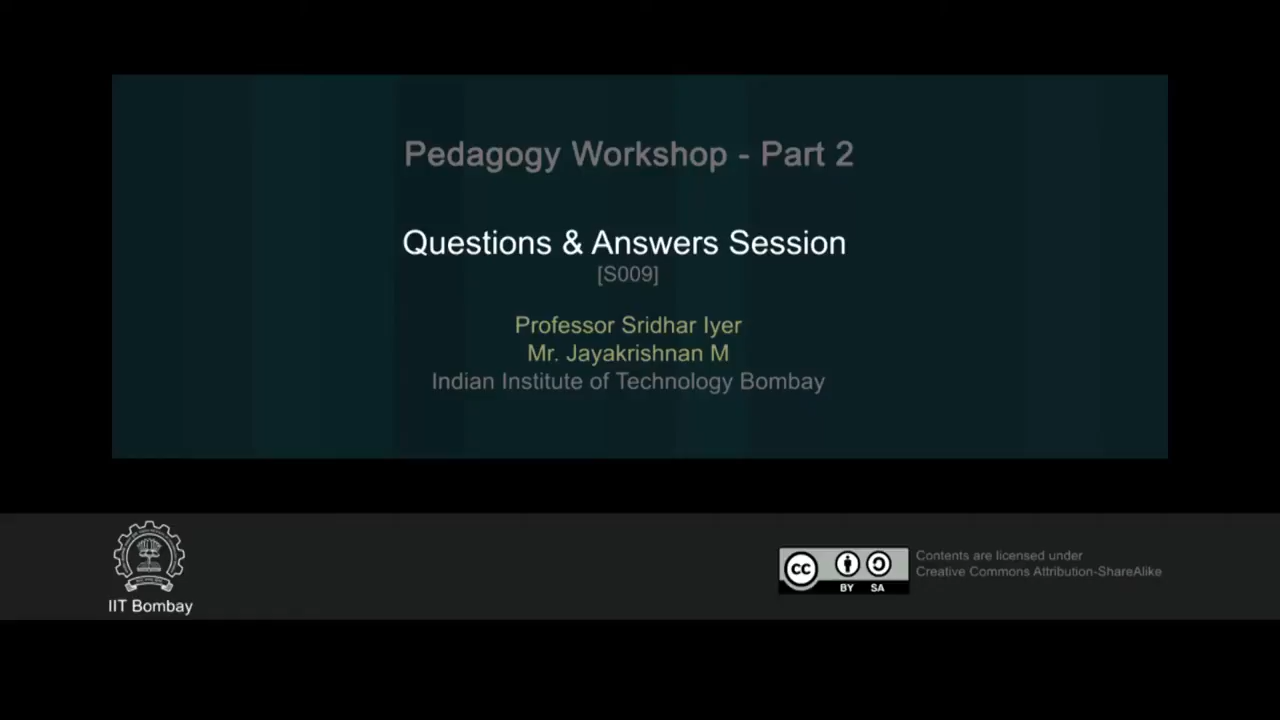 Pedagogy Workshop - Part 2
Questions & Answers Session
[S009]
Professor Sridhar Iyer
Mr. Jayakrishnan M
Indian Institute of Technology Bombay
IIT Bombay
cc
BY SA
Contents are licensed under
Creative Commons Attribution-ShareAlike